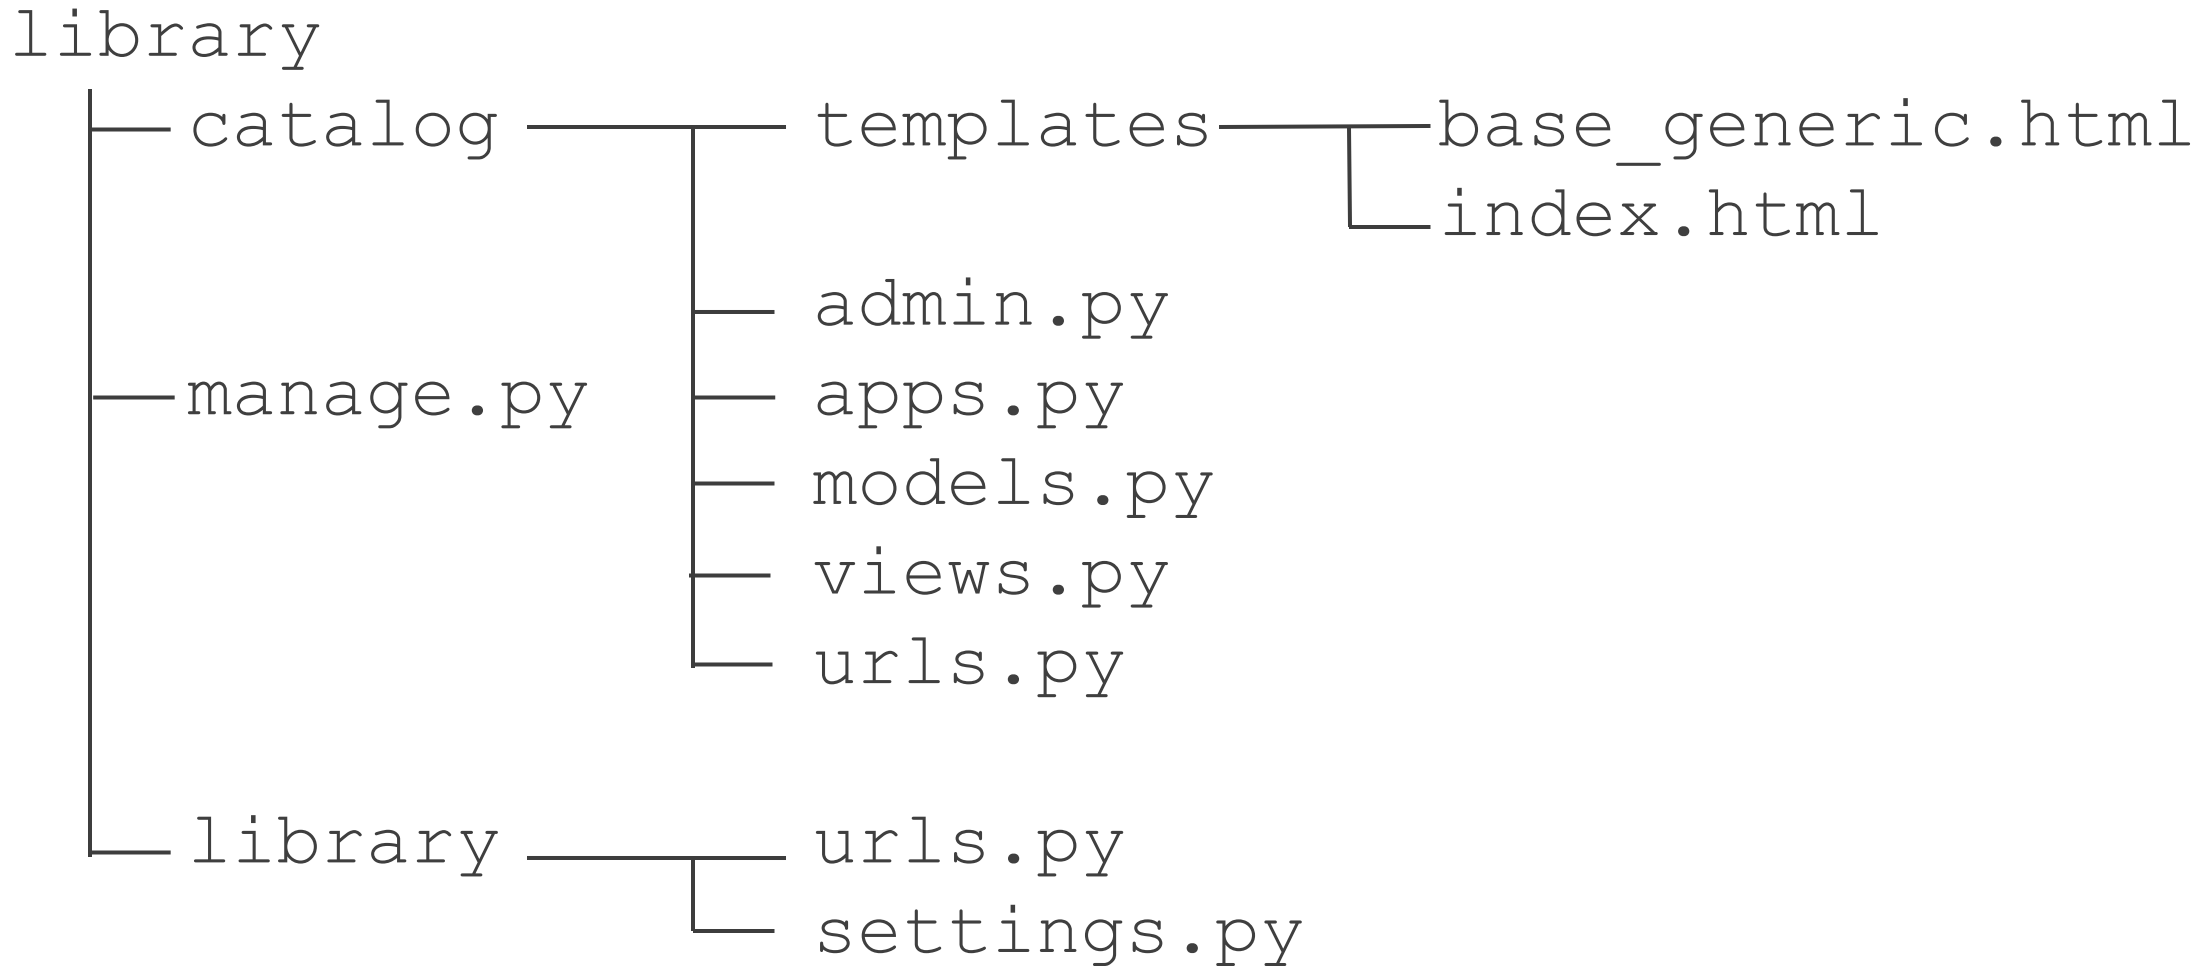 library
catalog templates base_generic.html
index.html
admin.py
manage.py apps.py
models.py
views.py
urls.py
library urls.py
settings.py